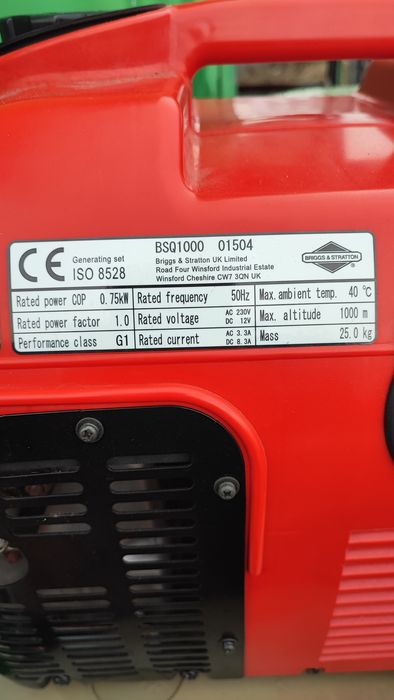 CE
Generating set
ISO 8528
BSQ1000 01504
Briggs & Stratton UK Limited
Road Four Winsford Industrial Estate
Winsford Cheshire CW7 3QN UK
BRIGGS & STRATTON
®
Rated power COP 0.75kW Rated frequency 50Hz Max. ambient temp. 40 ℃
Rated power factor 1.0 Rated voltage AC 230V DC 12V Max. altitude 1000 m
Performance class G1 Rated current AC 3.3A DC 8.3A Mass 25.0 kg